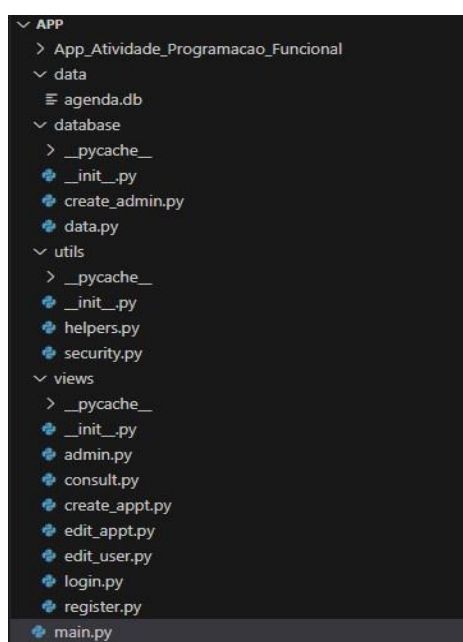 APP
App_Atividade_Programacao_Funcional
data
agenda.db
database
__pycache__
__init__.py
create_admin.py
data.py
utils
__pycache__
__init__.py
helpers.py
security.py
views
__pycache__
__init__.py
admin.py
consult.py
create_appt.py
edit_appt.py
edit_user.py
login.py
register.py
main.py